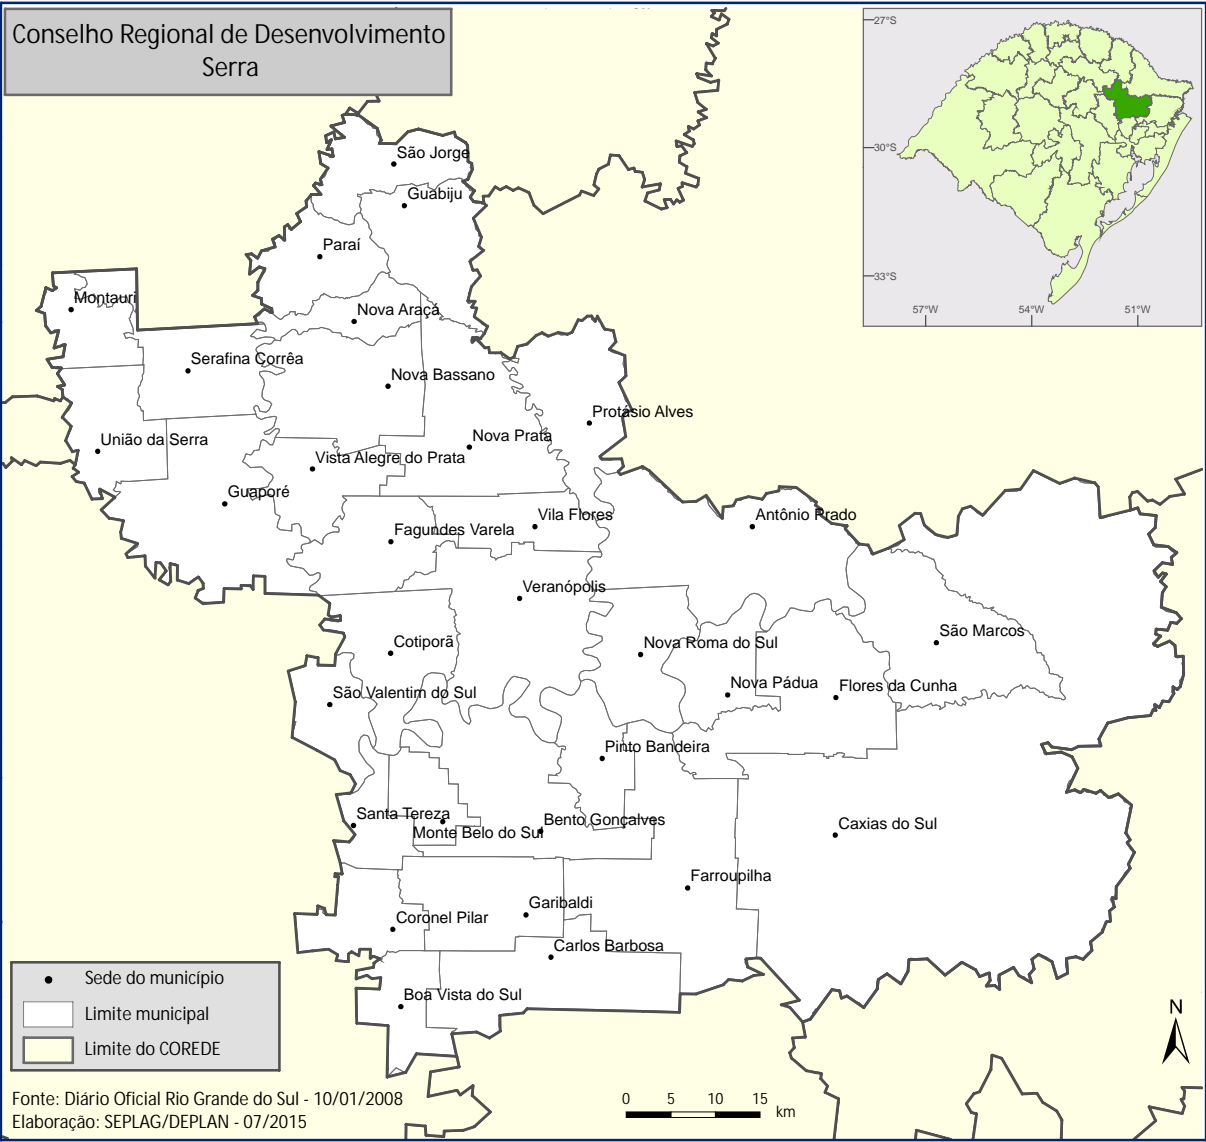 Conselho Regional de Desenvolvimento
Serra
27°S
30°S
33°S
57°W
54°W
51°W
São Jorge
Guabiju
Paraí
Montauri
Nova Araçá
Serafina Corrêa
Nova Bassano
Protásio Alves
União da Serra
Nova Prata
Vista Alegre do Prata
Guaporé
Vila Flores
Antônio Prado
Fagundes Varela
Veranópolis
São Marcos
Cotiporã
Nova Roma do Sul
Nova Pádua
Flores da Cunha
São Valentim do Sul
Pinto Bandeira
Santa Tereza
Monte Belo do Sul
Bento Gonçalves
Caxias do Sul
Farroupilha
Garibaldi
Coronel Pilar
Carlos Barbosa
Boa Vista do Sul
Sede do município
Limite municipal
Limite do COREDE
N
Fonte: Diário Oficial Rio Grande do Sul - 10/01/2008
Elaboração: SEPLAG/DEPLAN - 07/2015
0 5 10 15
km